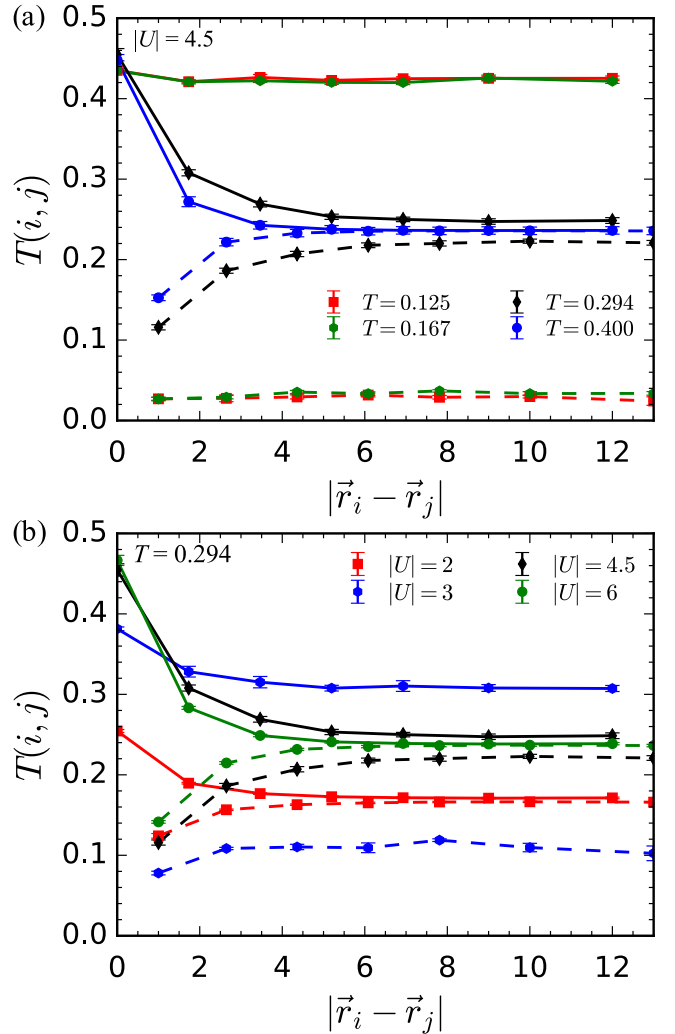 (a)
|U| = 4.5
0.5
0.4
0.3
0.2
0.1
0.0
T(i, j)
T = 0.125
T = 0.167
T = 0.294
T = 0.400
0 2 4 6 8 10 12
|r⃗ᵢ − r⃗ⱼ|
(b)
T = 0.294
0.5
0.4
0.3
0.2
0.1
0.0
T(i, j)
|U| = 2
|U| = 3
|U| = 4.5
|U| = 6
0 2 4 6 8 10 12
|r⃗ᵢ − r⃗ⱼ|